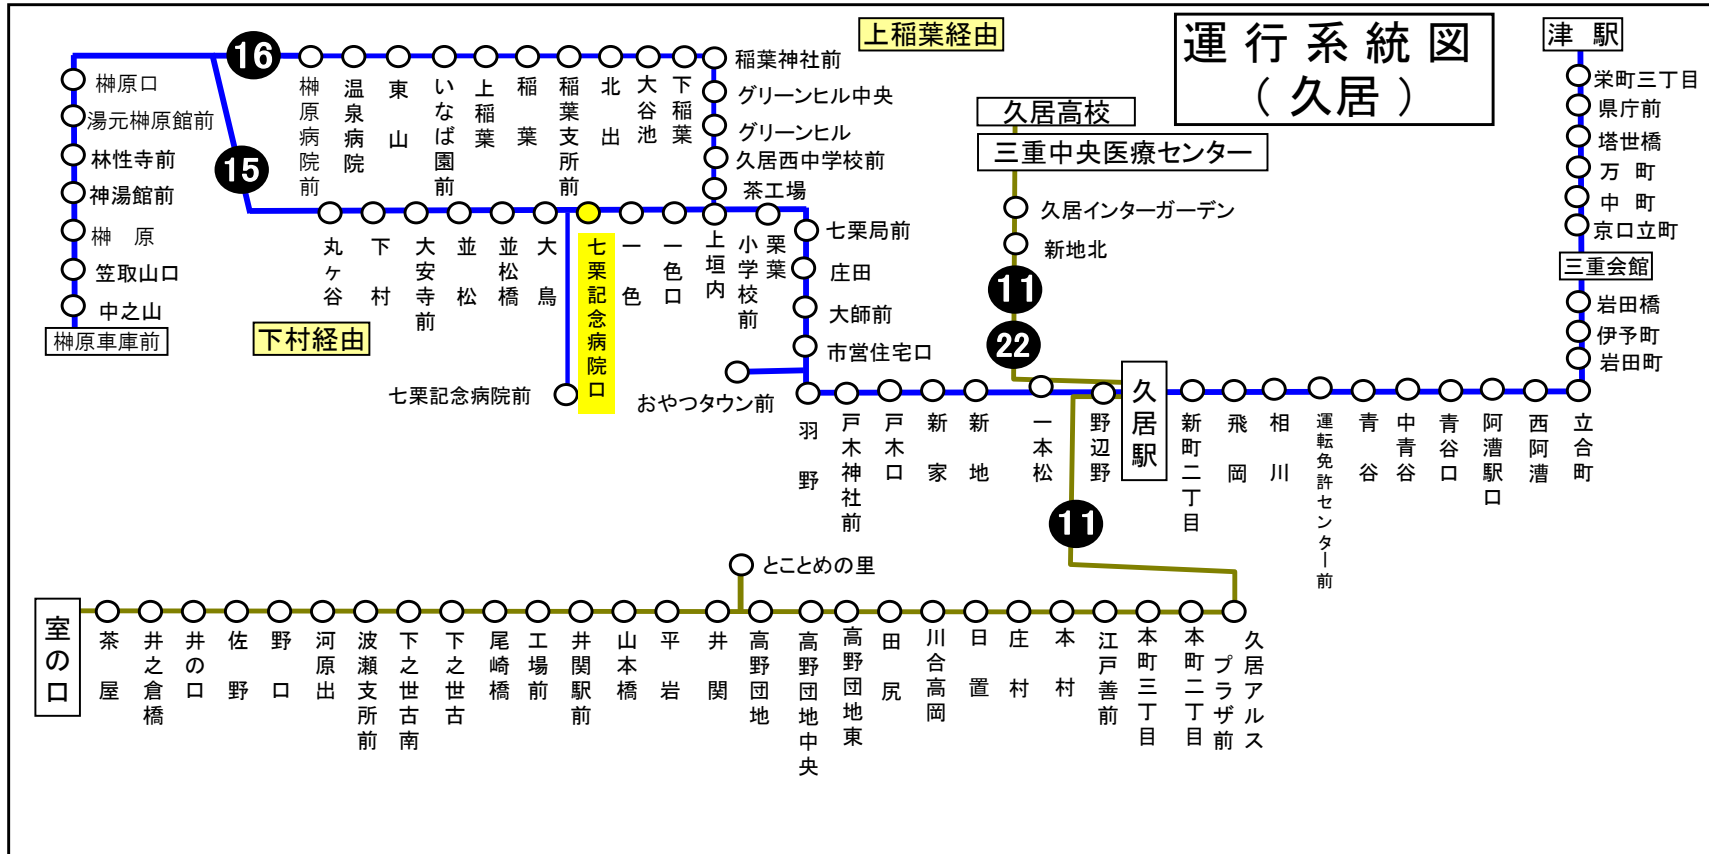 運行系統図
（久居）
上稲葉経由
下村経由
津駅
栄町三丁目
県庁前
塔世橋
万町
中町
京口立町
三重会館
岩田橋
伊予町
岩田町
立合町
西阿漕
阿漕駅口
青谷口
中青谷
青谷
運転免許センター前
相川
飛岡
新町二丁目
久居駅
野辺野
一本松
新地
新家
戸木口
戸木神社前
羽野
久居高校
三重中央医療センター
久居インターガーデン
新地北
11
22
11
おやつタウン前
市営住宅口
大師前
庄田
七栗局前
栗葉
小学校前
上垣内
一色口
一色
七栗記念病院口
七栗記念病院前
大鳥
並松橋
並松
大安寺前
下村
丸ヶ谷
15
16
茶工場
久居西中学校前
グリーンヒル
グリーンヒル中央
稲葉神社前
下稲葉
大谷池
北出
稲葉支所前
稲葉
上稲葉
いなば園前
東山
温泉病院
榊原病院前
榊原口
湯元榊原館前
林性寺前
神湯館前
榊原
笠取山口
中之山
榊原車庫前
とことめの里
室の口
茶屋
井之倉橋
井の口
佐野
野口
河原出
波瀬支所前
下之世古南
下之世古
尾崎橋
工場前
井関駅前
山本橋
平岩
井関
高野団地
高野団地中央
高野団地東
田尻
川合高岡
日置
庄村
本村
江戸善前
本町三丁目
本町二丁目
久居アルス
プラザ前